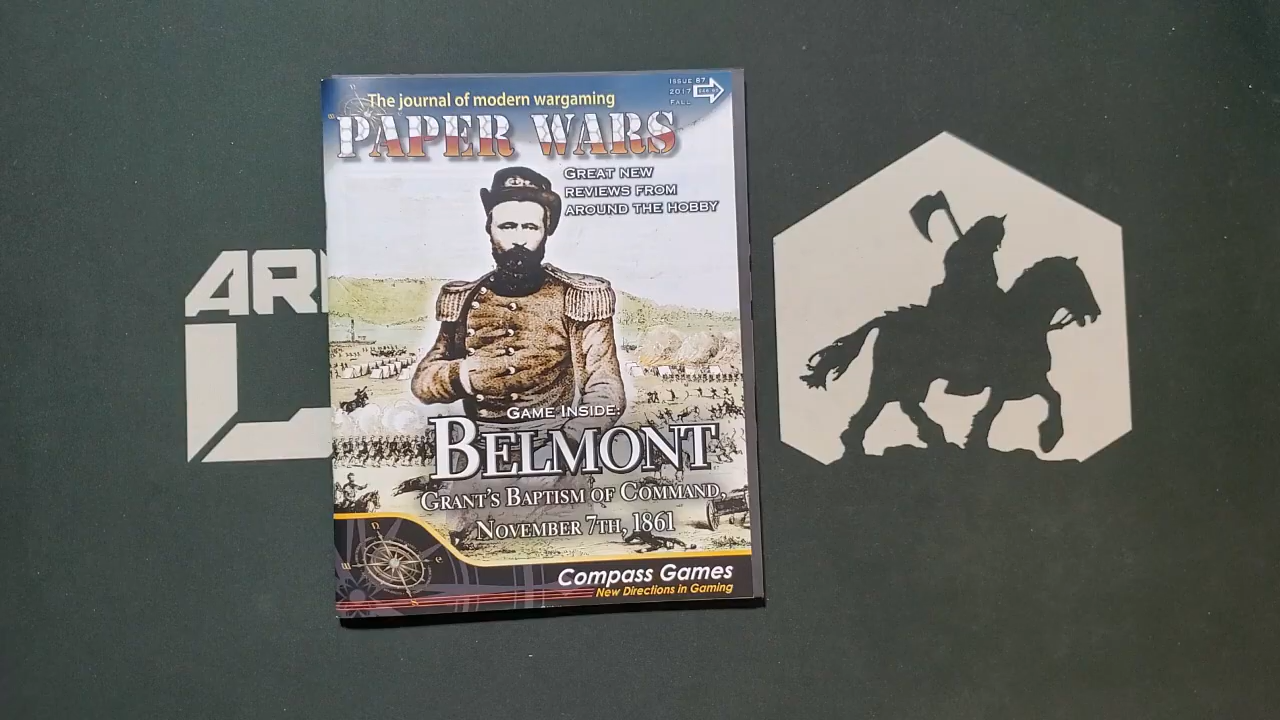 The journal of modern wargaming
ISSUE 87
2017
FALL
PAPER WARS
GREAT NEW
REVIEWS FROM
AROUND THE HOBBY
AR
L
GAME INSIDE:
BELMONT
GRANT'S BAPTISM OF COMMAND,
NOVEMBER 7TH, 1861
Compass Games
New Directions in Gaming